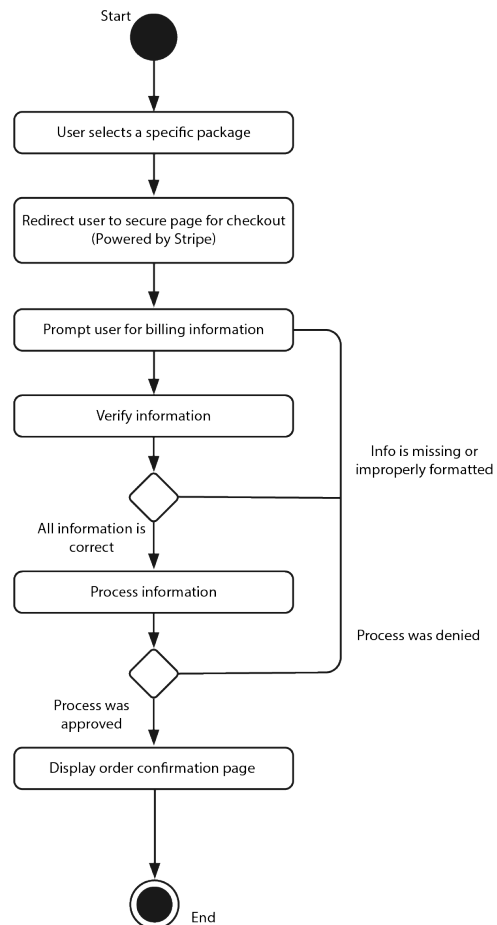 Start
User selects a specific package
Redirect user to secure page for checkout
(Powered by Stripe)
Prompt user for billing information
Verify information
Info is missing or
improperly formatted
All information is
correct
Process information
Process was denied
Process was
approved
Display order confirmation page
End